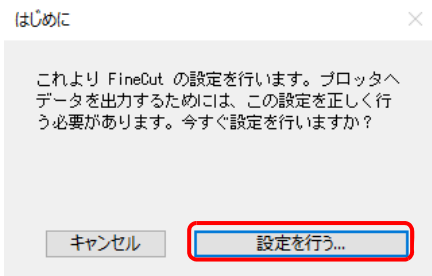 はじめに
これより FineCut の設定を行います。プロッタへ
データを出力するためには、この設定を正しく行
う必要があります。今すぐ設定を行いますか？
キャンセル
設定を行う...